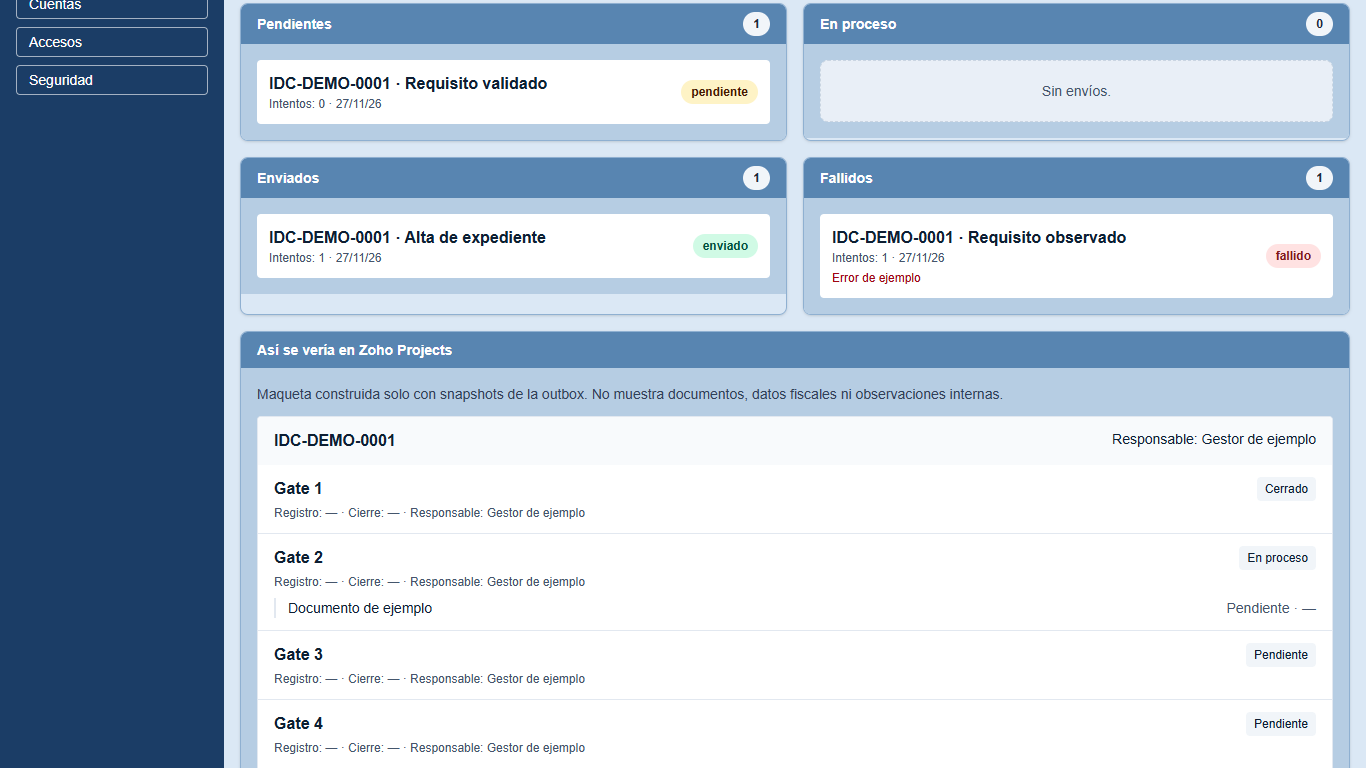 Cuentas
Accesos
Seguridad
Pendientes 1
IDC-DEMO-0001 · Requisito validado
Intentos: 0 · 27/11/26
pendiente
En proceso 0
Sin envíos.
Enviados 1
IDC-DEMO-0001 · Alta de expediente
Intentos: 1 · 27/11/26
enviado
Fallidos 1
IDC-DEMO-0001 · Requisito observado
Intentos: 1 · 27/11/26
Error de ejemplo
fallido
Así se vería en Zoho Projects
Maqueta construida solo con snapshots de la outbox. No muestra documentos, datos fiscales ni observaciones internas.
IDC-DEMO-0001 Responsable: Gestor de ejemplo
Gate 1 Cerrado
Registro: — · Cierre: — · Responsable: Gestor de ejemplo
Gate 2 En proceso
Registro: — · Cierre: — · Responsable: Gestor de ejemplo
Documento de ejemplo Pendiente · —
Gate 3 Pendiente
Registro: — · Cierre: — · Responsable: Gestor de ejemplo
Gate 4 Pendiente
Registro: — · Cierre: — · Responsable: Gestor de ejemplo